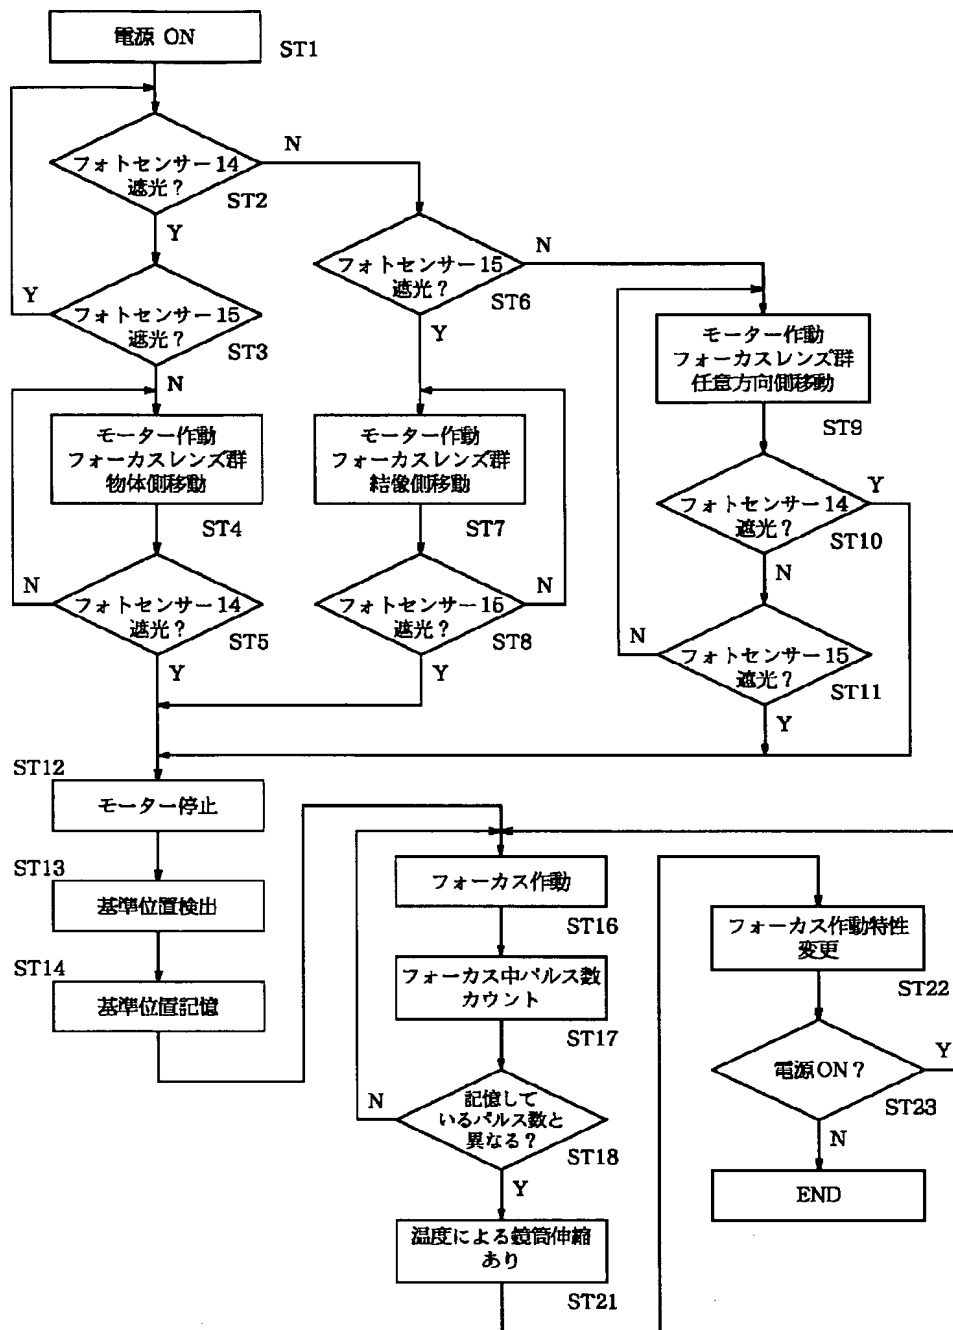 電源 ON
ST1
フォトセンサー14
遮光？
ST2
N
Y
フォトセンサー15
遮光？
ST3
Y
N
モーター作動
フォーカスレンズ群
物体側移動
ST4
フォトセンサー14
遮光？
ST5
N
Y
フォトセンサー15
遮光？
ST6
N
Y
モーター作動
フォーカスレンズ群
結像側移動
ST7
フォトセンサー15
遮光？
ST8
N
Y
モーター作動
フォーカスレンズ群
任意方向側移動
ST9
フォトセンサー14
遮光？
ST10
Y
N
フォトセンサー15
遮光？
ST11
N
Y
ST12
モーター停止
ST13
基準位置検出
ST14
基準位置記憶
フォーカス作動
ST16
フォーカス中パルス数
カウント
ST17
記憶して
いるパルス数と
異なる？
ST18
N
Y
温度による鏡筒伸縮
あり
ST21
フォーカス作動特性
変更
ST22
電源ON？
ST23
Y
N
END